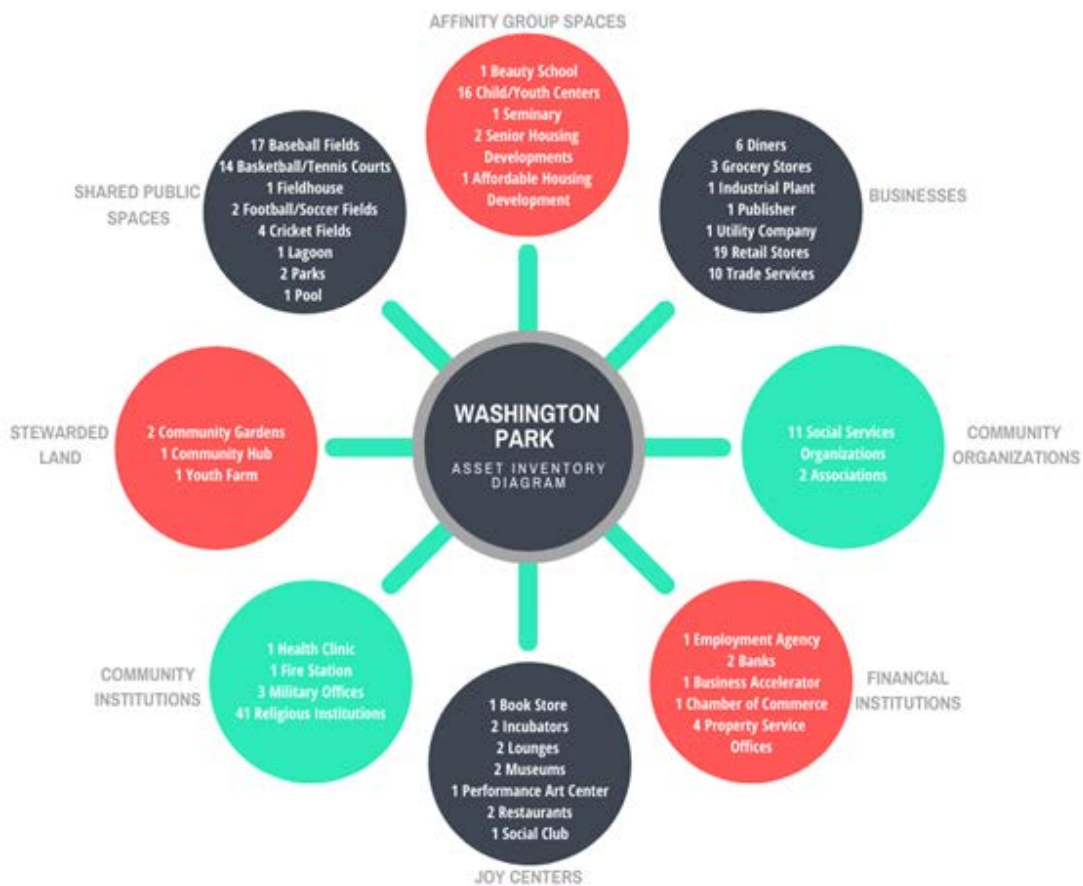 AFFINITY GROUP SPACES
1 Beauty School
16 Child/Youth Centers
1 Seminary
2 Senior Housing
Developments
1 Affordable Housing
Development
BUSINESSES
6 Diners
3 Grocery Stores
1 Industrial Plant
1 Publisher
1 Utility Company
19 Retail Stores
10 Trade Services
COMMUNITY
ORGANIZATIONS
11 Social Services
Organizations
2 Associations
FINANCIAL
INSTITUTIONS
1 Employment Agency
2 Banks
1 Business Accelerator
1 Chamber of Commerce
4 Property Service
Offices
1 Book Store
2 Incubators
2 Lounges
2 Museums
1 Performance Art Center
2 Restaurants
1 Social Club
JOY CENTERS
COMMUNITY
INSTITUTIONS
1 Health Clinic
1 Fire Station
3 Military Offices
41 Religious Institutions
STEWARDED
LAND
2 Community Gardens
1 Community Hub
1 Youth Farm
SHARED PUBLIC
SPACES
17 Baseball Fields
14 Basketball/Tennis Courts
1 Fieldhouse
2 Football/Soccer Fields
4 Cricket Fields
1 Lagoon
2 Parks
1 Pool
WASHINGTON
PARK
ASSET INVENTORY
DIAGRAM